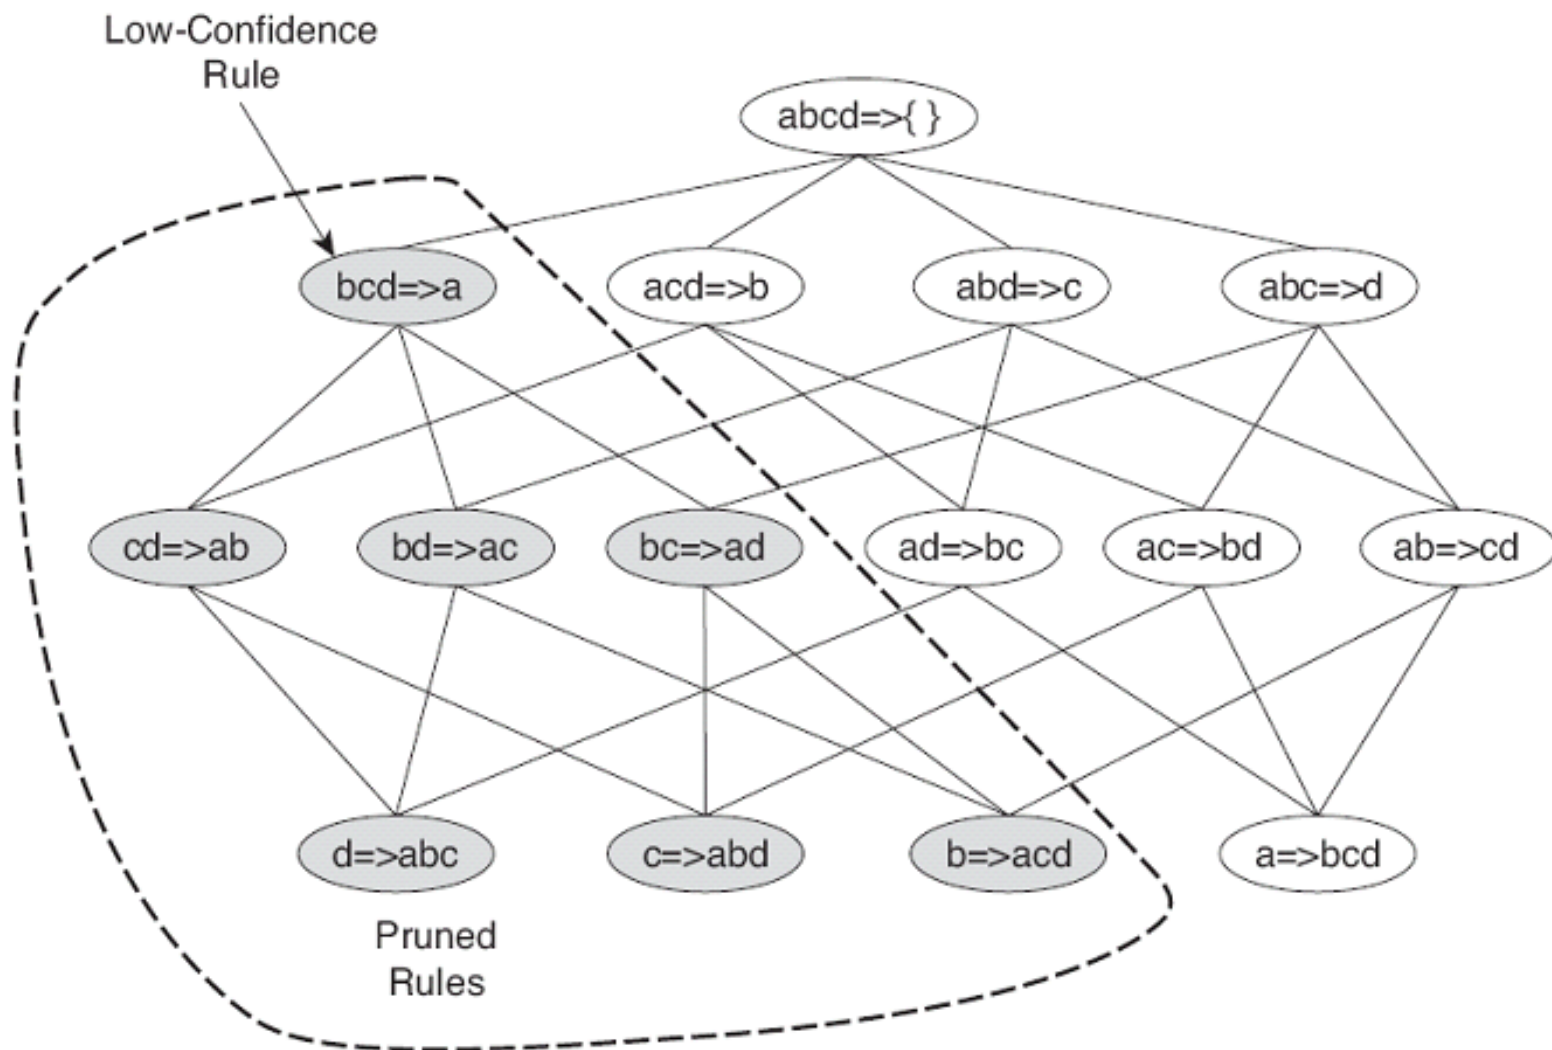 Low-Confidence
Rule
abcd=>{ }
bcd=>a
acd=>b
abd=>c
abc=>d
cd=>ab
bd=>ac
bc=>ad
ad=>bc
ac=>bd
ab=>cd
d=>abc
c=>abd
b=>acd
a=>bcd
Pruned
Rules